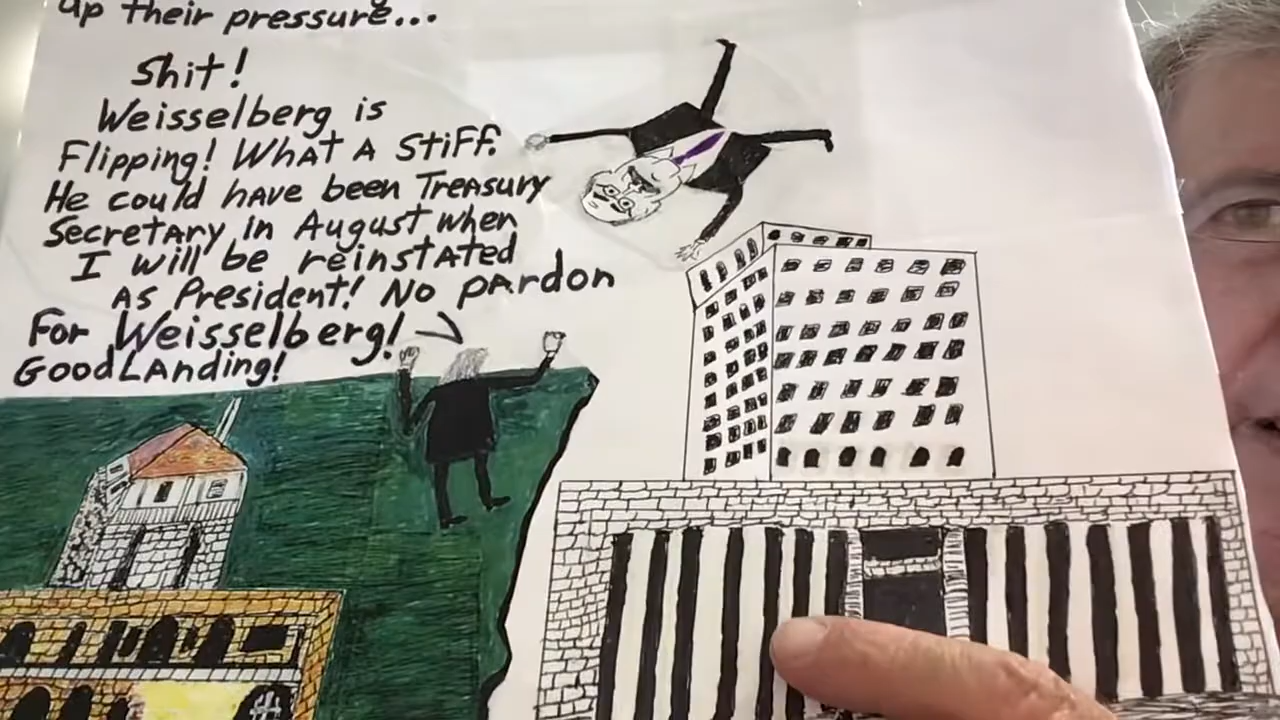 up their pressure...
Shit!
Weisselberg is
Flipping! What A Stiff.
He could have been Treasury
Secretary in August when
I will be reinstated
As President! No pardon
For Weisselberg!
Good Landing!